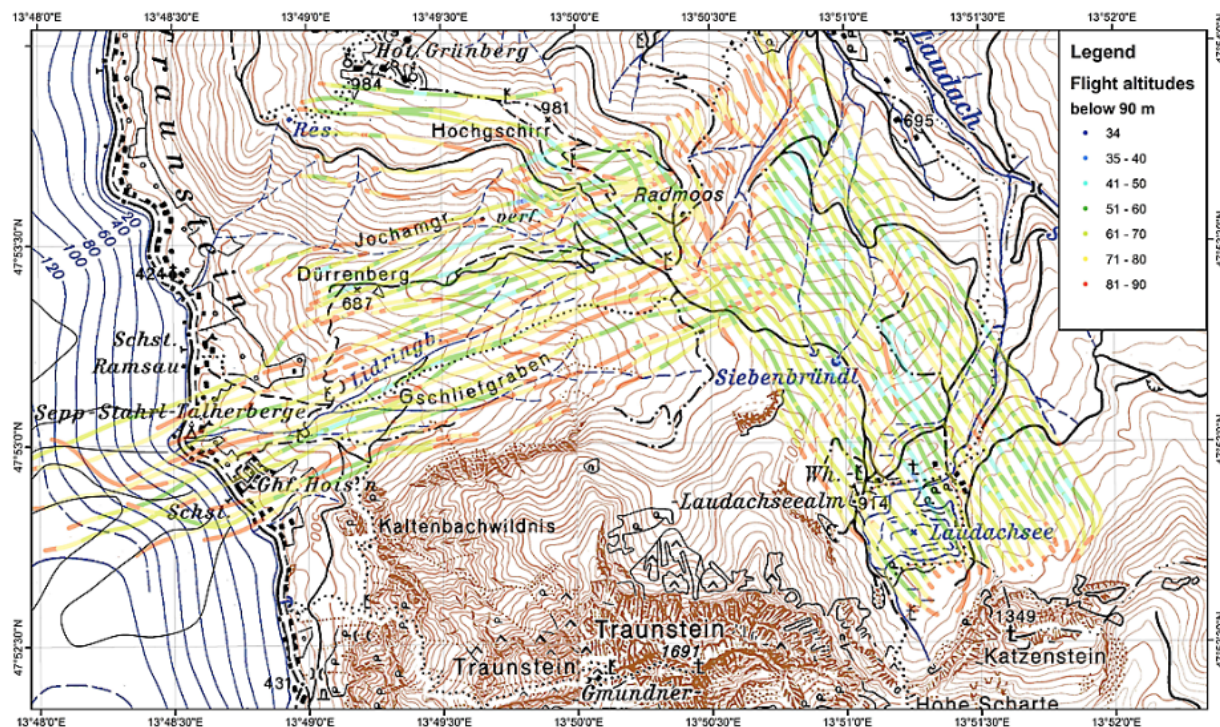 13°48'0"E 13°48'30"E 13°49'0"E 13°49'30"E 13°50'0"E 13°50'30"E 13°51'0"E 13°51'30"E 13°52'0"E
Legend
Flight altitudes
below 90 m
34
35 - 40
41 - 50
51 - 60
61 - 70
71 - 80
81 - 90
Hot. Grünberg
984
981
Res.
Hochgschirr
Laudach
695
Radmoos
verf.
Jochamgr.
47°53'30"N
20
40
60
80
100
120
424
Dürrenberg
687
Schst.
Ramsau
Lidringb.
Gschliefgraben
Siebenbründl
Sepp-Stahrl-Tainerberge
47°53'0"N
Ghf. Hois'n
Schst.
Wh.
Laudachseealm
914
Kaltenbachwildnis
Laudachsee
Traunstein
1691
1349
Katzenstein
47°52'30"N
Traunstein
431
Gmundner-
Hohe Scharte
13°48'0"E 13°48'30"E 13°49'0"E 13°49'30"E 13°50'0"E 13°50'30"E 13°51'0"E 13°51'30"E 13°52'0"E